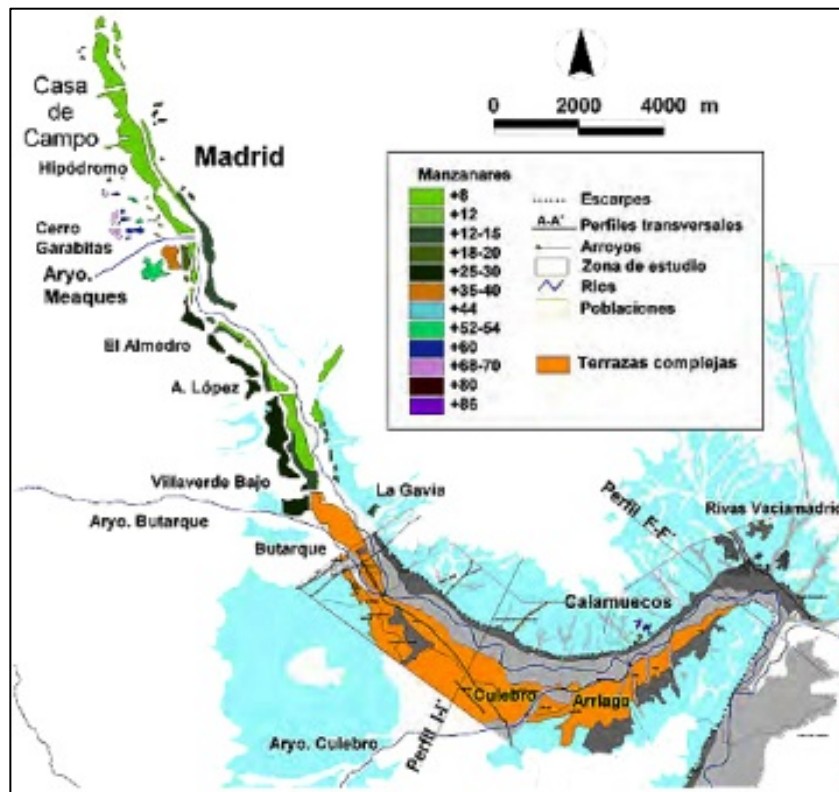 Casa
de
Campo
Hipódromo
Madrid
Cerro
Garabitas
Aryo.
Meaques
El Almedro
A. López
Villaverde Bajo
Aryo. Butarque
Butarque
La Gavia
Perfil F-F'
Rivas Vaciamadrid
Calamuecos
Culebro
Arriago
Aryo. Culebro
Perfil I-I'
0 2000 4000 m
Manzanares
+8
+12
+12-15
+18-20
+25-30
+35-40
+44
+52-54
+60
+68-70
+80
+86
Escarpes
A-A' Perfiles transversales
Arroyos
Zona de estudio
Rios
Poblaciones
Terrazas complejas